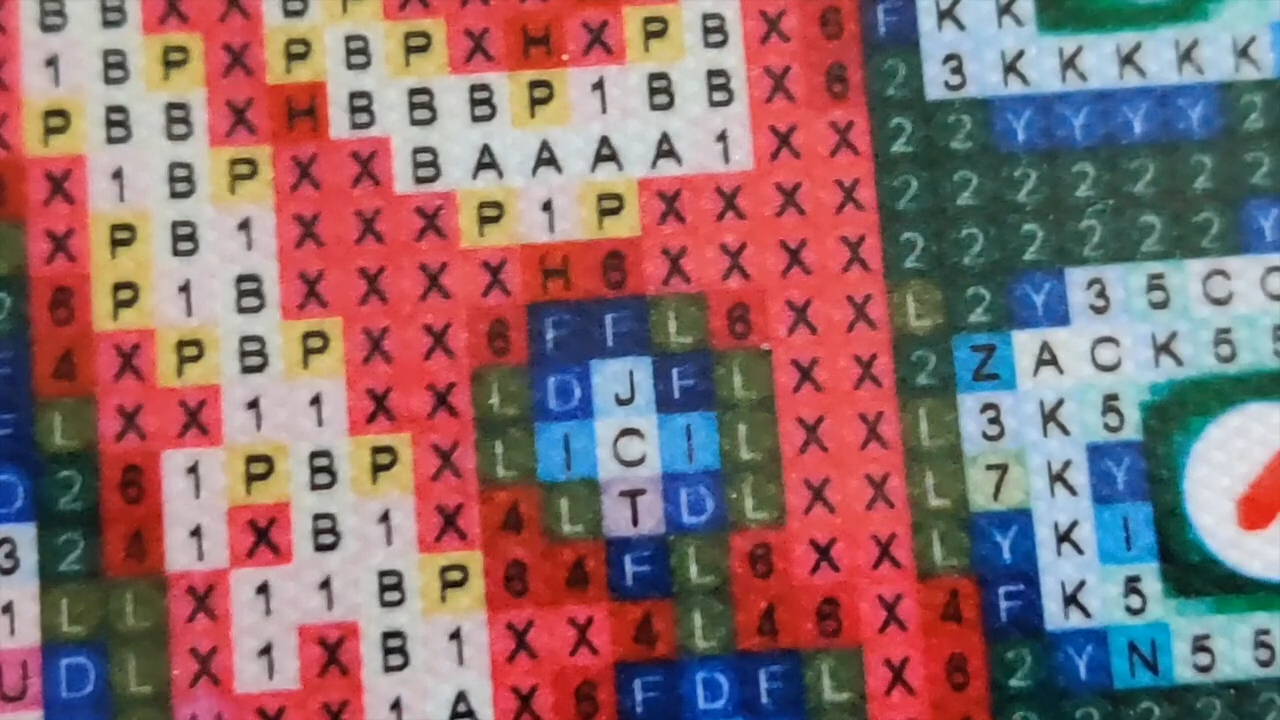 B B X X B P
1 B P X P B P X H X P B X 6 F K K
P B B X H B B B P 1 B B X 6 2 3 K K K K K
X 1 B P X X B A A A A 1 X X 2 2 Y Y Y Y 2
X P B 1 X X X P 1 P X X X X 2 2 2 2 2 2 2
6 P 1 B X X X X H 6 X X X X 2 2 2 2 2 2 Y
4 X P B P X X 6 F F L 6 X X L 2 Y 3 5 C C
L X X 1 1 X X L D J F L X X 2 Z A C K 5 5
D 2 6 1 P B P X L I C I L X X L 3 K 5
3 2 4 1 X B 1 X 4 L T D L X X L 7 K Y
1 L L X 1 1 B P 6 4 F L 6 X X L Y K I
U D L X 1 X B 1 X X 4 L 4 6 X 4 F K 5
X X 1 A X 6 F D F L X 6 2 Y N 5 5